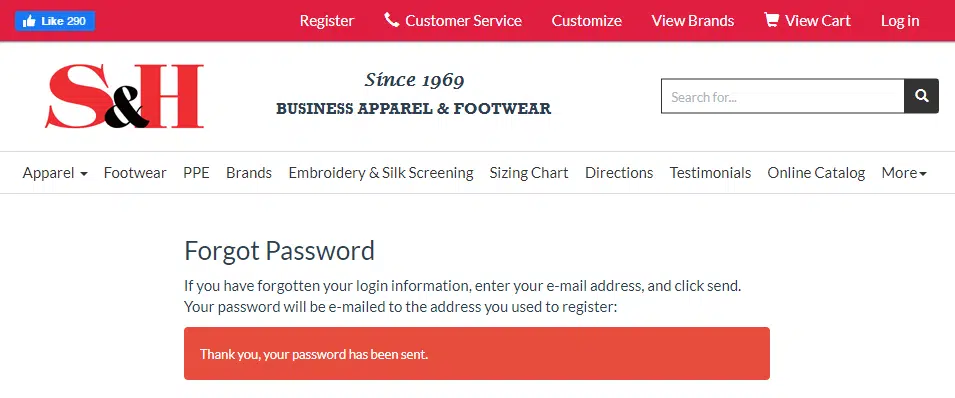 Like 290
Register Customer Service Customize View Brands View Cart Log in
S&H
Since 1969
BUSINESS APPAREL & FOOTWEAR
Search for...
Apparel Footwear PPE Brands Embroidery & Silk Screening Sizing Chart Directions Testimonials Online Catalog More
Forgot Password
If you have forgotten your login information, enter your e-mail address, and click send.
Your password will be e-mailed to the address you used to register:
Thank you, your password has been sent.